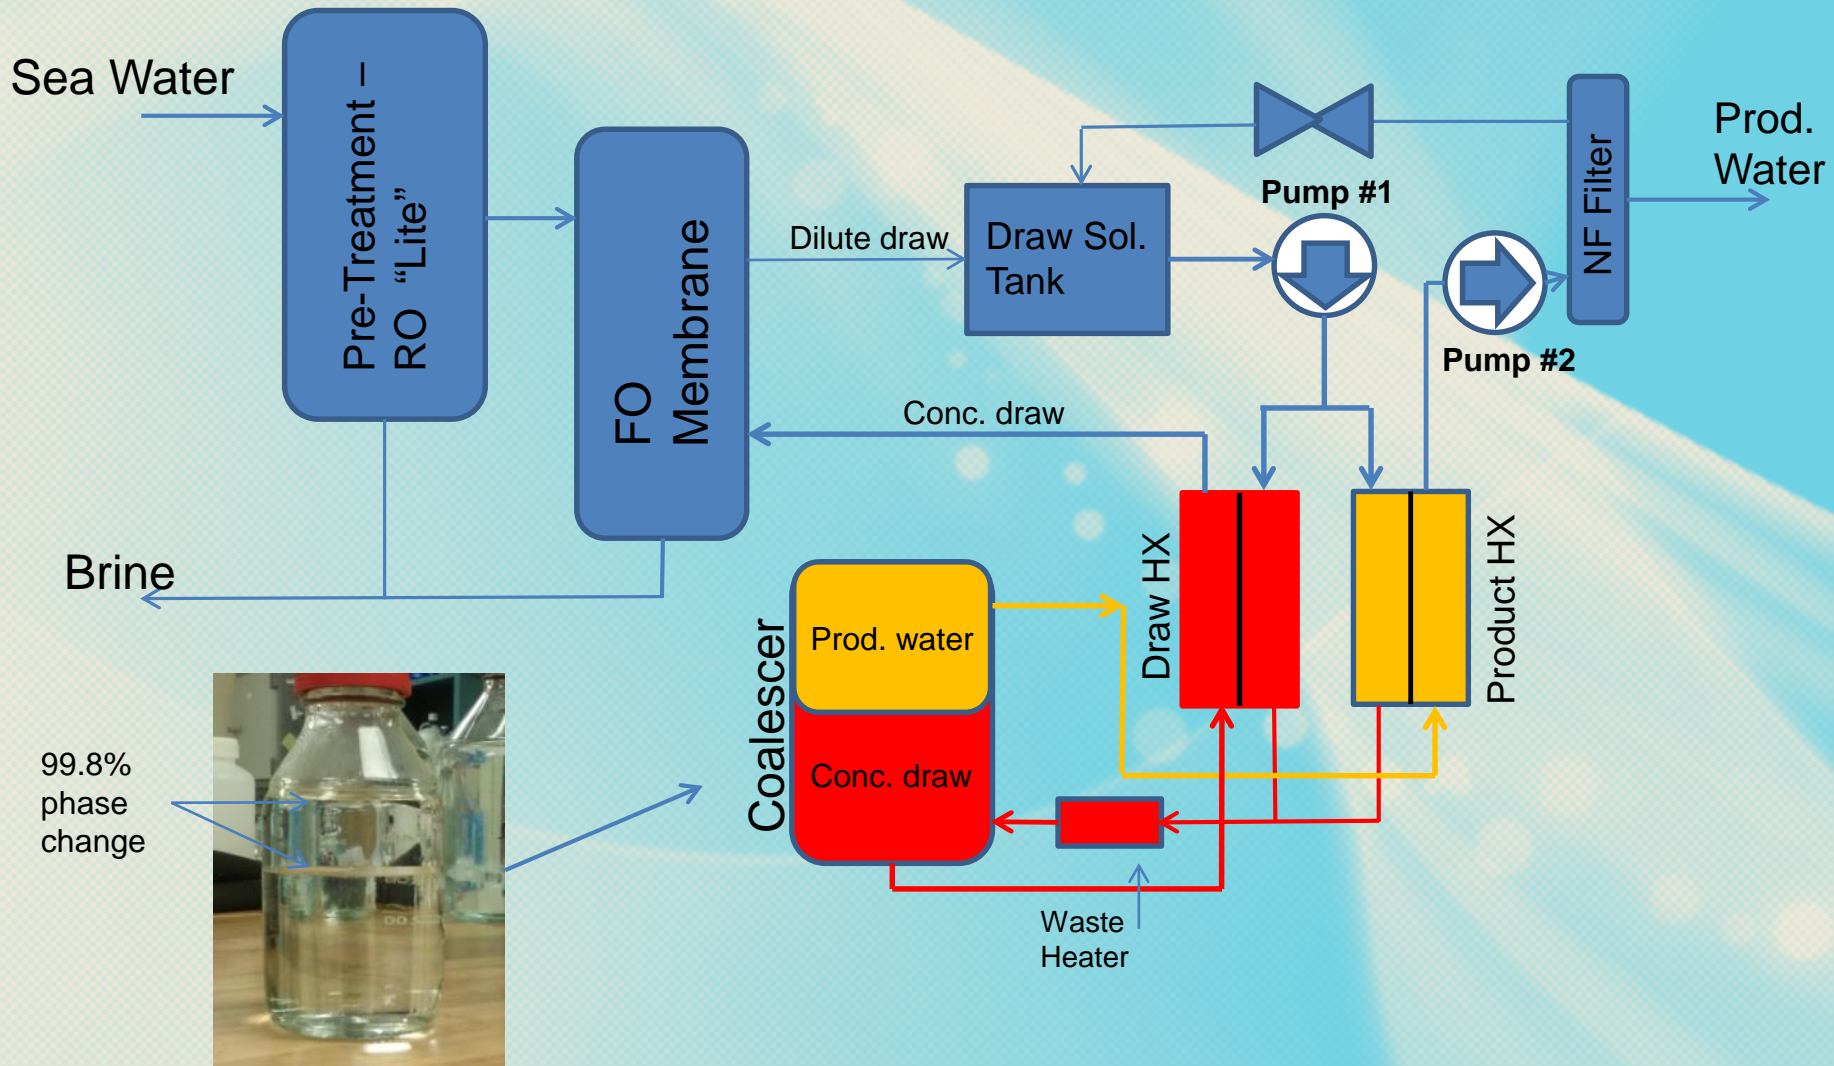 Sea Water
Pre-Treatment –
RO “Lite”
FO
Membrane
Dilute draw
Draw Sol.
Tank
Pump #1
Pump #2
NF Filter
Prod.
Water
Conc. draw
Brine
Draw HX
Product HX
Coalescer
Prod. water
Conc. draw
Waste
Heater
99.8%
phase
change